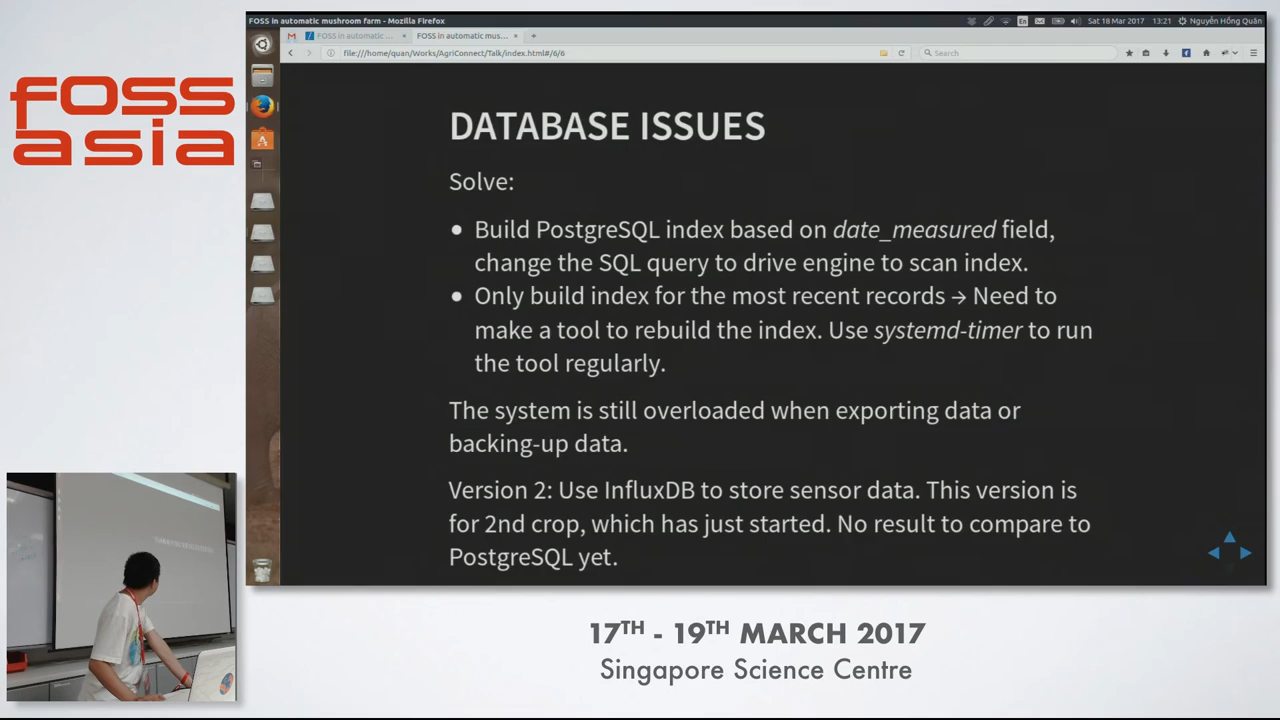 FOSS in automatic mushroom farm - Mozilla Firefox
En
Sat 18 Mar 2017
13:21
Nguyễn Hồng Quân
FOSS in automatic ...
FOSS in automatic mus...
file:///home/quan/Works/AgriConnect/Talk/index.html#/6/6
Search
foss
asia
DATABASE ISSUES
Solve:
• Build PostgreSQL index based on date_measured field,
change the SQL query to drive engine to scan index.
• Only build index for the most recent records → Need to
make a tool to rebuild the index. Use systemd-timer to run
the tool regularly.
The system is still overloaded when exporting data or
backing-up data.
Version 2: Use InfluxDB to store sensor data. This version is
for 2nd crop, which has just started. No result to compare to
PostgreSQL yet.
17TH - 19TH MARCH 2017
Singapore Science Centre